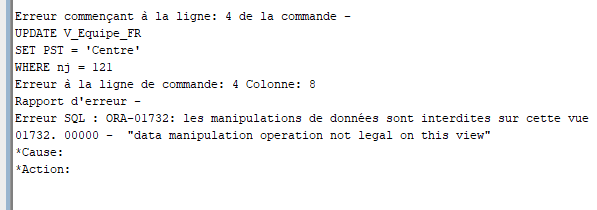 Erreur commençant à la ligne: 4 de la commande -
UPDATE V_Equipe_FR
SET PST = 'Centre'
WHERE nj = 121
Erreur à la ligne de commande: 4 Colonne: 8
Rapport d'erreur -
Erreur SQL : ORA-01732: les manipulations de données sont interdites sur cette vue
01732. 00000 -  "data manipulation operation not legal on this view"
*Cause:
*Action: